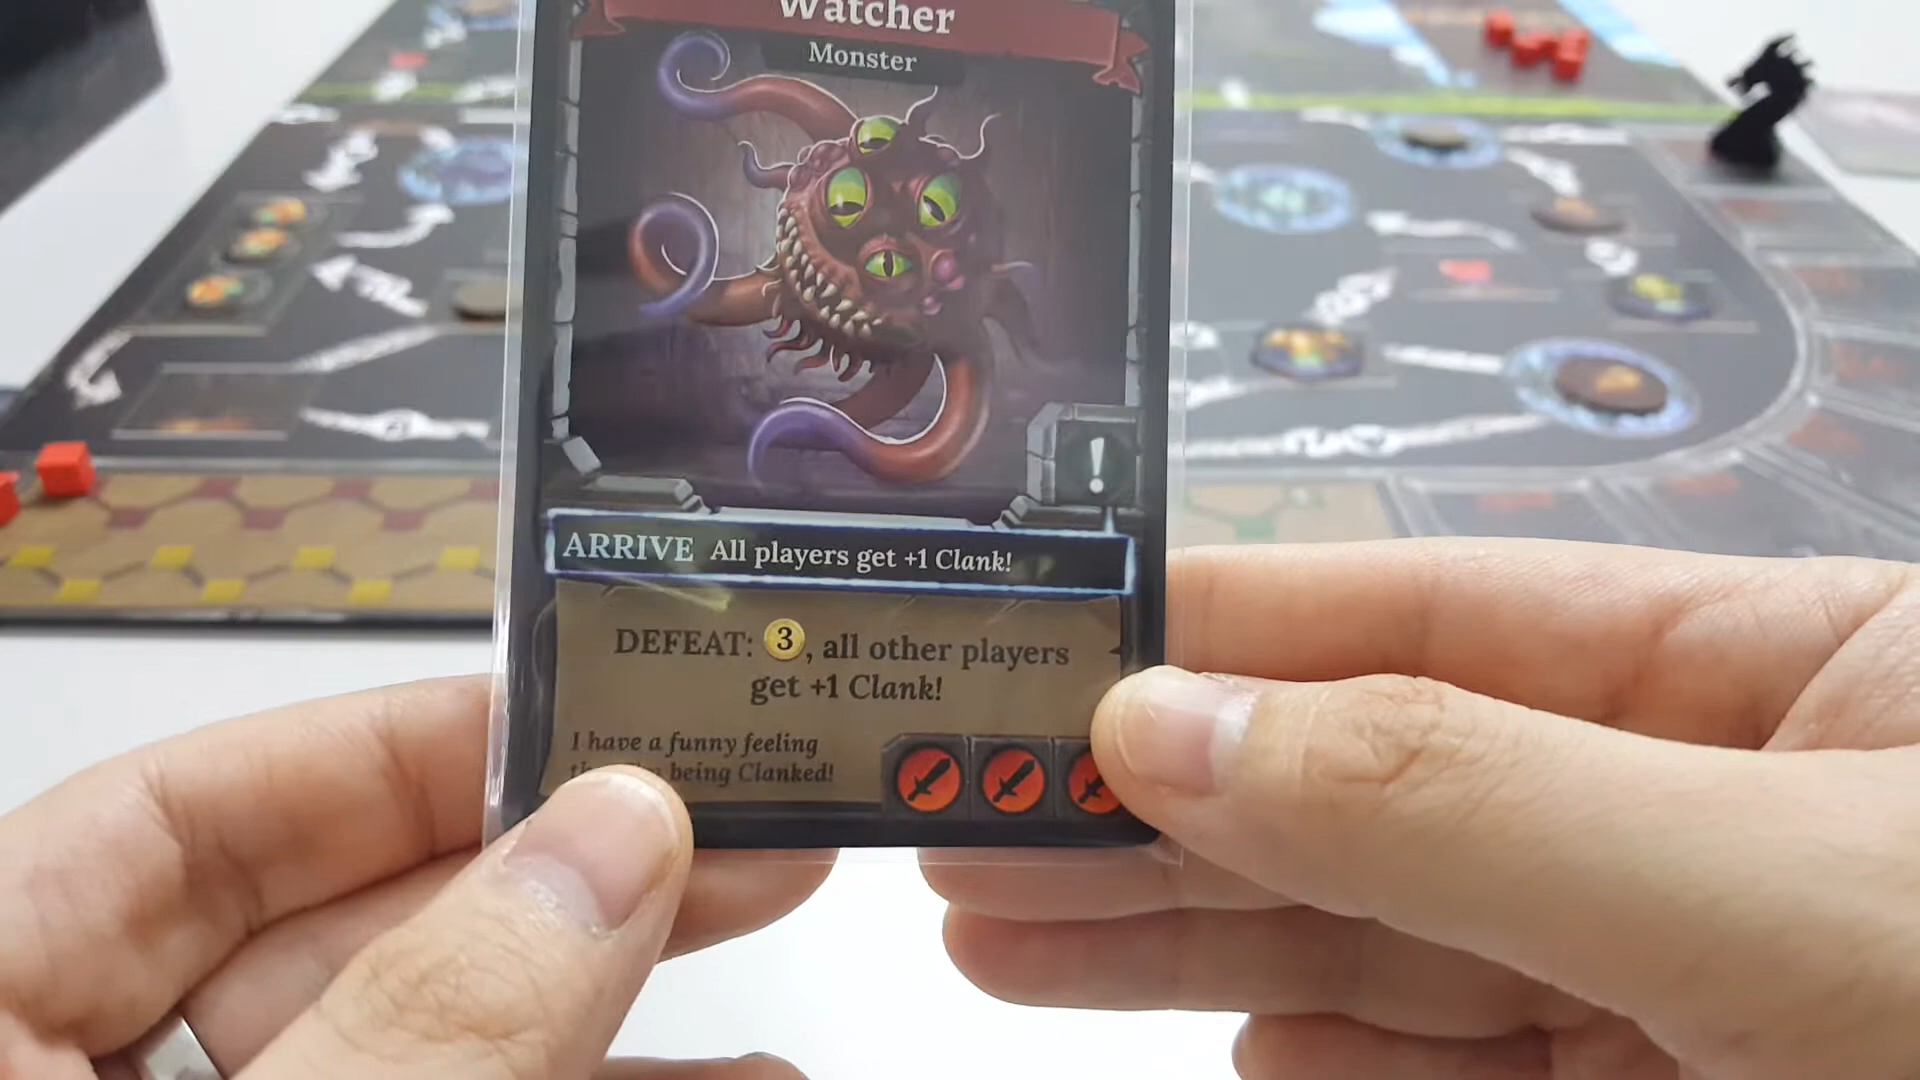 Watcher
Monster
!
ARRIVE All players get +1 Clank!
DEFEAT: 3, all other players
get +1 Clank!
I have a funny feeling
being Clanked!